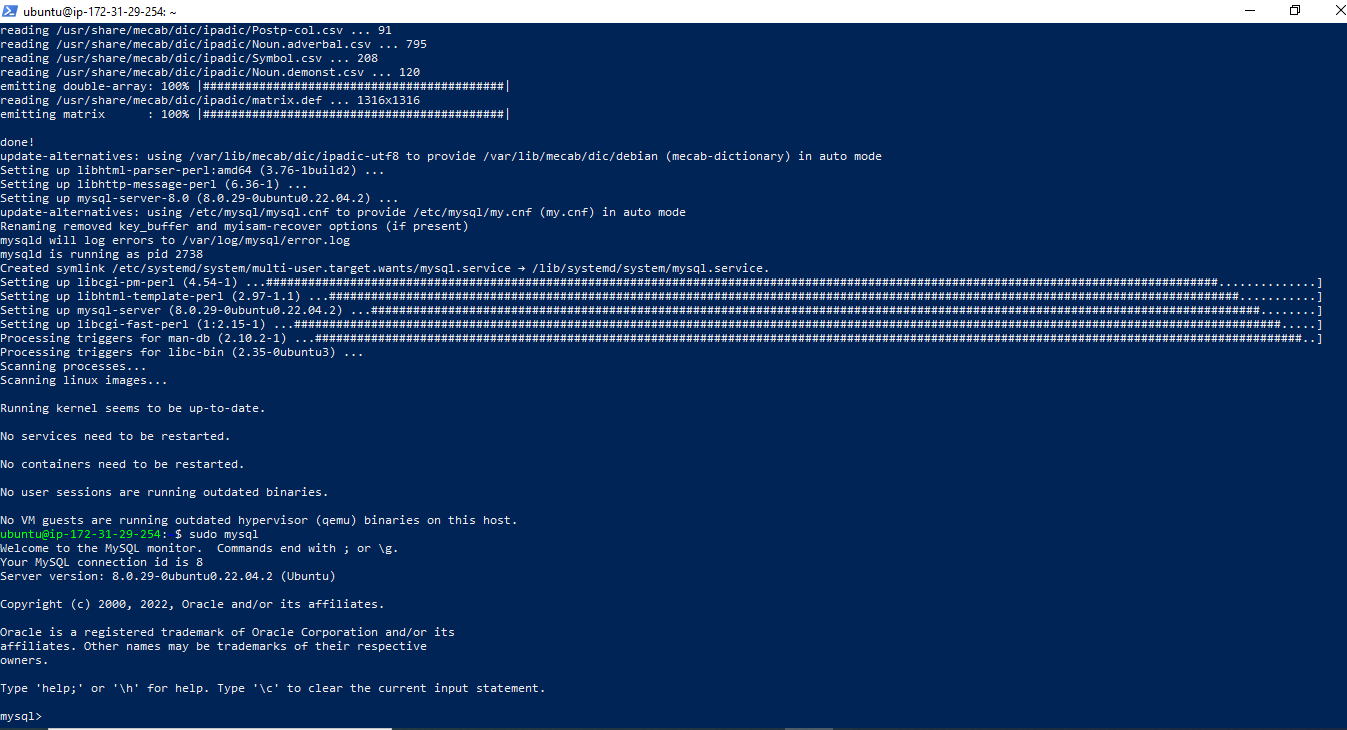 ubuntu@ip-172-31-29-254: ~
reading /usr/share/mecab/dic/ipadic/Postp-col.csv ... 91
reading /usr/share/mecab/dic/ipadic/Noun.adverbal.csv ... 795
reading /usr/share/mecab/dic/ipadic/Symbol.csv ... 208
reading /usr/share/mecab/dic/ipadic/Noun.demonst.csv ... 120
emitting double-array: 100% |###########################################|
reading /usr/share/mecab/dic/ipadic/matrix.def ... 1316x1316
emitting matrix      : 100% |###########################################|
done!
update-alternatives: using /var/lib/mecab/dic/ipadic-utf8 to provide /var/lib/mecab/dic/debian (mecab-dictionary) in auto mode
Setting up libhtml-parser-perl:amd64 (3.76-1build2) ...
Setting up libhttp-message-perl (6.36-1) ...
Setting up mysql-server-8.0 (8.0.29-0ubuntu0.22.04.2) ...
update-alternatives: using /etc/mysql/mysql.cnf to provide /etc/mysql/my.cnf (my.cnf) in auto mode
Renaming removed key_buffer and myisam-recover options (if present)
mysqld will log errors to /var/log/mysql/error.log
mysqld is running as pid 2738
Created symlink /etc/systemd/system/multi-user.target.wants/mysql.service → /lib/systemd/system/mysql.service.
Setting up libcgi-pm-perl (4.54-1) ...########################################################################################################################################..............]
Setting up libhtml-template-perl (2.97-1.1) ...##################################################################################################################################...........]
Setting up mysql-server (8.0.29-0ubuntu0.22.04.2) ...###############################################################################################################################........]
Setting up libcgi-fast-perl (1:2.15-1) ...#############################################################################################################################################.....]
Processing triggers for man-db (2.10.2-1) ...#############################################################################################################################################..]
Processing triggers for libc-bin (2.35-0ubuntu3) ...
Scanning processes...
Scanning linux images...
Running kernel seems to be up-to-date.
No services need to be restarted.
No containers need to be restarted.
No user sessions are running outdated binaries.
No VM guests are running outdated hypervisor (qemu) binaries on this host.
ubuntu@ip-172-31-29-254: $ sudo mysql
Welcome to the MySQL monitor.  Commands end with ; or \g.
Your MySQL connection id is 8
Server version: 8.0.29-0ubuntu0.22.04.2 (Ubuntu)
Copyright (c) 2000, 2022, Oracle and/or its affiliates.
Oracle is a registered trademark of Oracle Corporation and/or its
affiliates. Other names may be trademarks of their respective
owners.
Type 'help;' or '\h' for help. Type '\c' to clear the current input statement.
mysql>